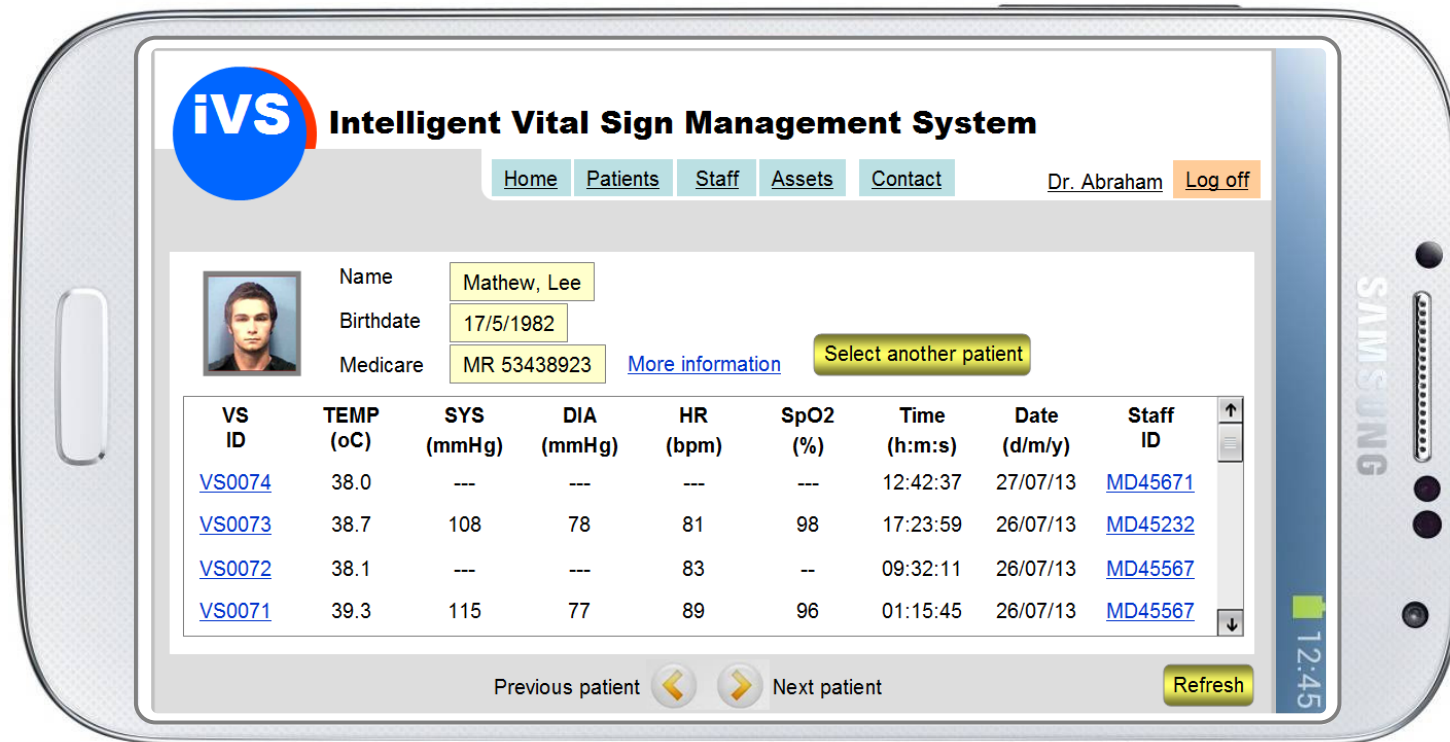 iVS
Intelligent Vital Sign Management System
Home Patients Staff Assets Contact Dr. Abraham Log off
Name Mathew, Lee
Birthdate 17/5/1982
Medicare MR 53438923 More information Select another patient
VS ID TEMP (oC) SYS (mmHg) DIA (mmHg) HR (bpm) SpO2 (%) Time (h:m:s) Date (d/m/y) Staff ID
VS0074 38.0 --- --- --- --- 12:42:37 27/07/13 MD45671
VS0073 38.7 108 78 81 98 17:23:59 26/07/13 MD45232
VS0072 38.1 --- --- 83 -- 09:32:11 26/07/13 MD45567
VS0071 39.3 115 77 89 96 01:15:45 26/07/13 MD45567
Previous patient Next patient Refresh
12:45
SAMSUNG